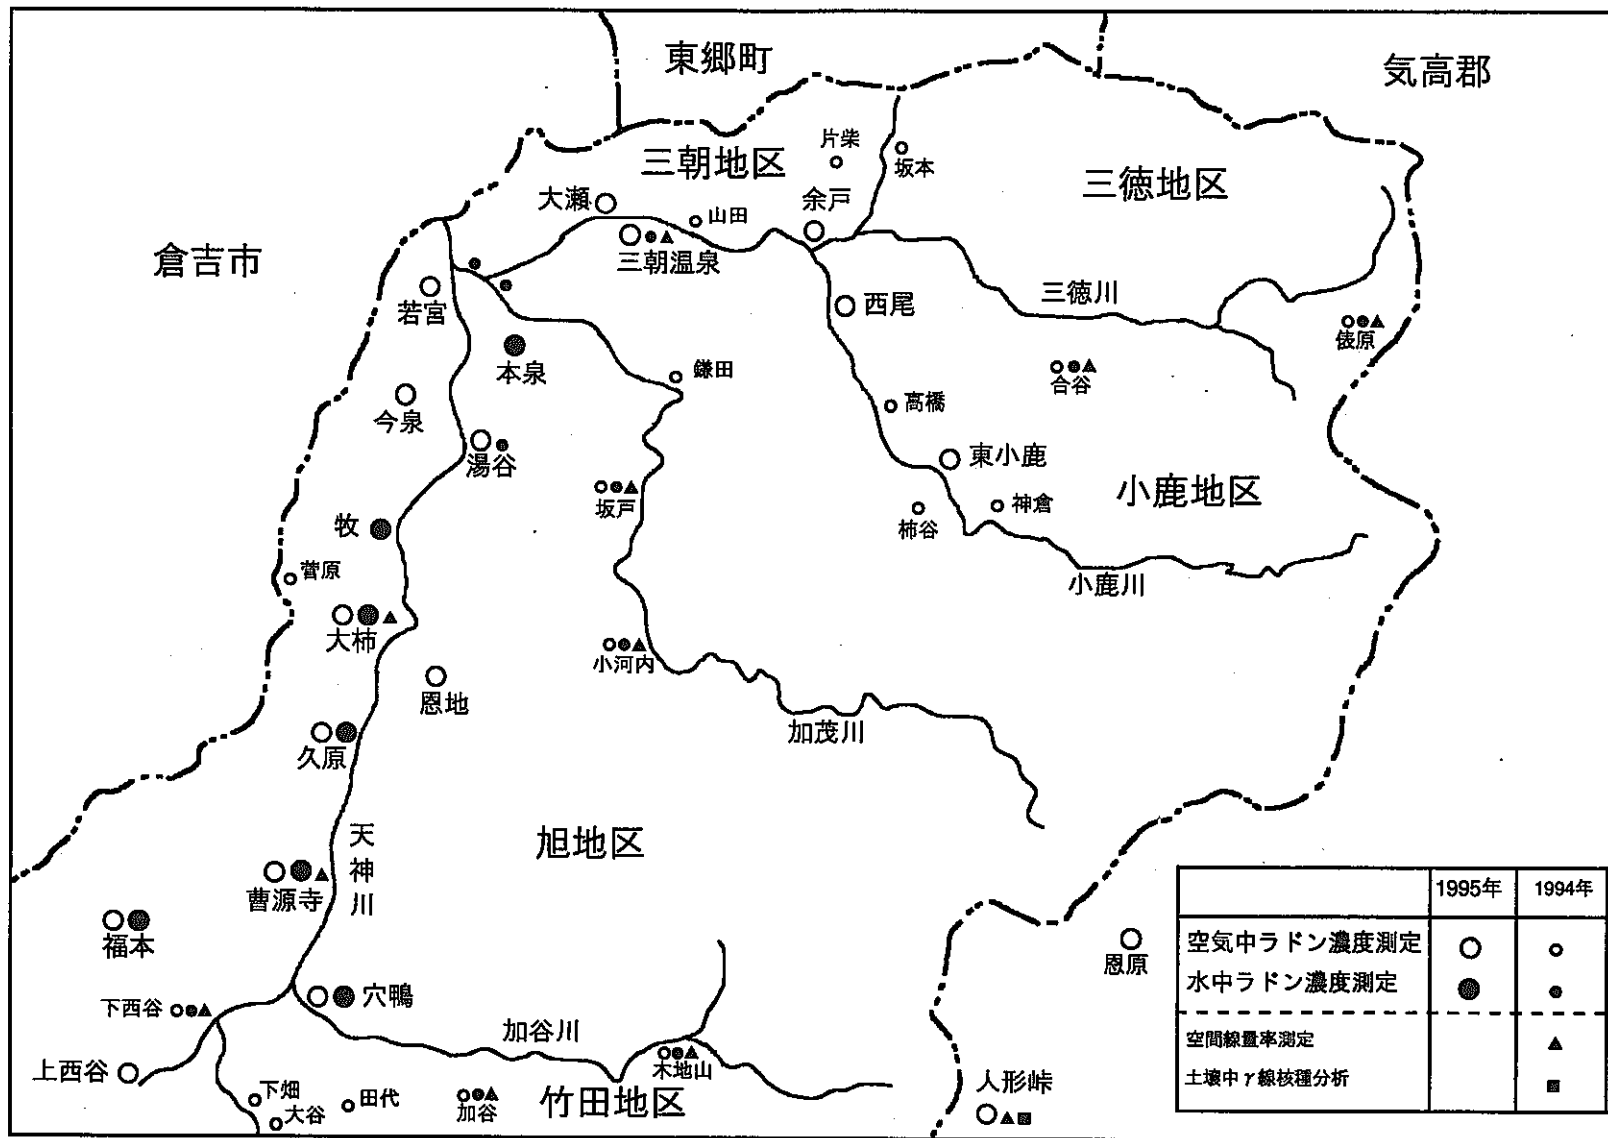 東郷町
気高郡
片柴
三朝地区
坂本
三徳地区
大瀬
山田
余戸
倉吉市
三朝温泉
三徳川
若宮
西尾
俵原
本泉
鎌田
合谷
今泉
高橋
湯谷
東小鹿
坂戸
小鹿地区
神倉
柿谷
牧
菅原
小鹿川
大柿
小河内
恩地
加茂川
久原
天神川
旭地区
曹源寺
福本
恩原
穴鴨
下西谷
加谷川
上西谷
木地山
人形峠
下畑
大谷
田代
加谷
竹田地区
1995年 1994年
空気中ラドン濃度測定
水中ラドン濃度測定
空間線量率測定
土壌中γ線核種分析